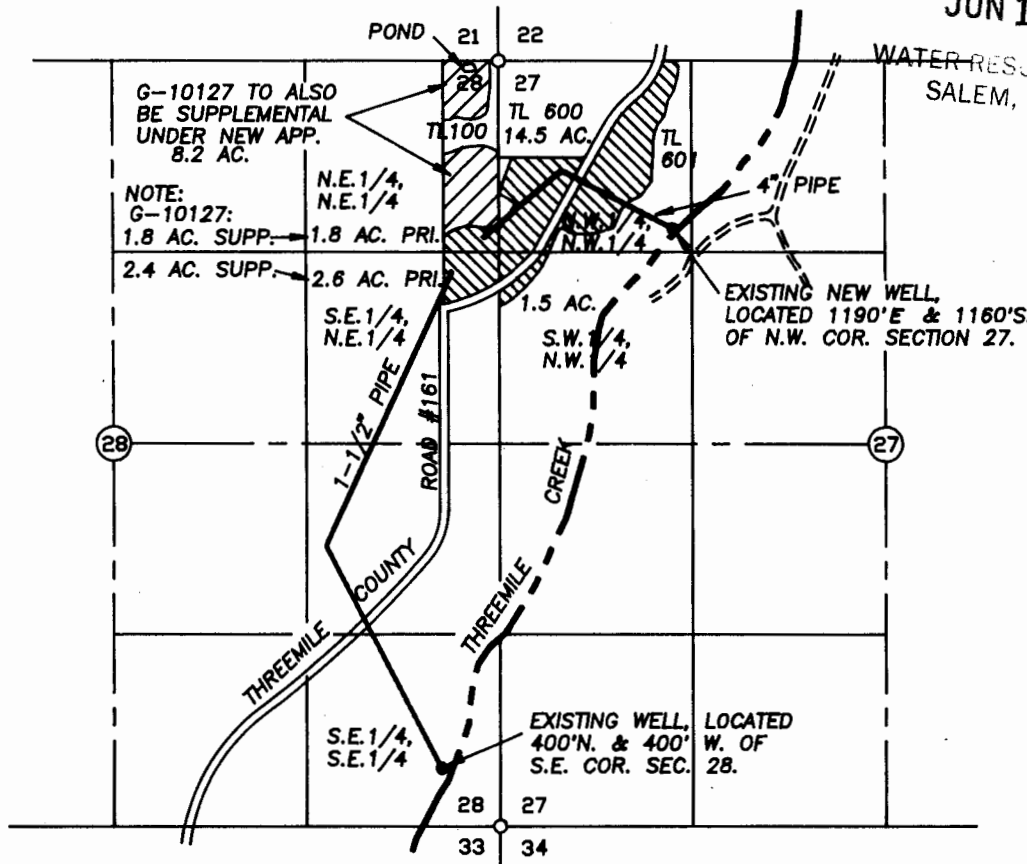 JUN 1
WATER RES
SALEM,
POND
21
22
28
27
G-10127 TO ALSO
BE SUPPLEMENTAL
UNDER NEW APP.
8.2 AC.
TL100
TL 600
14.5 AC.
TL
601
4" PIPE
N.E.1/4,
N.E.1/4
N.W.1/4,
N.W.1/4
NOTE:
G-10127:
1.8 AC. SUPP.
1.8 AC. PRI.
2.4 AC. SUPP.
2.6 AC. PRI.
1.5 AC.
EXISTING NEW WELL,
LOCATED 1190'E & 1160'S.
OF N.W. COR. SECTION 27.
S.E.1/4,
N.E.1/4
S.W.1/4,
N.W.1/4
1-1/2" PIPE
ROAD #161
28
27
THREEMILE
CREEK
THREEMILE
COUNTY
S.E.1/4,
S.E.1/4
EXISTING WELL, LOCATED
400'N. & 400' W. OF
S.E. COR. SEC. 28.
28
27
33
34